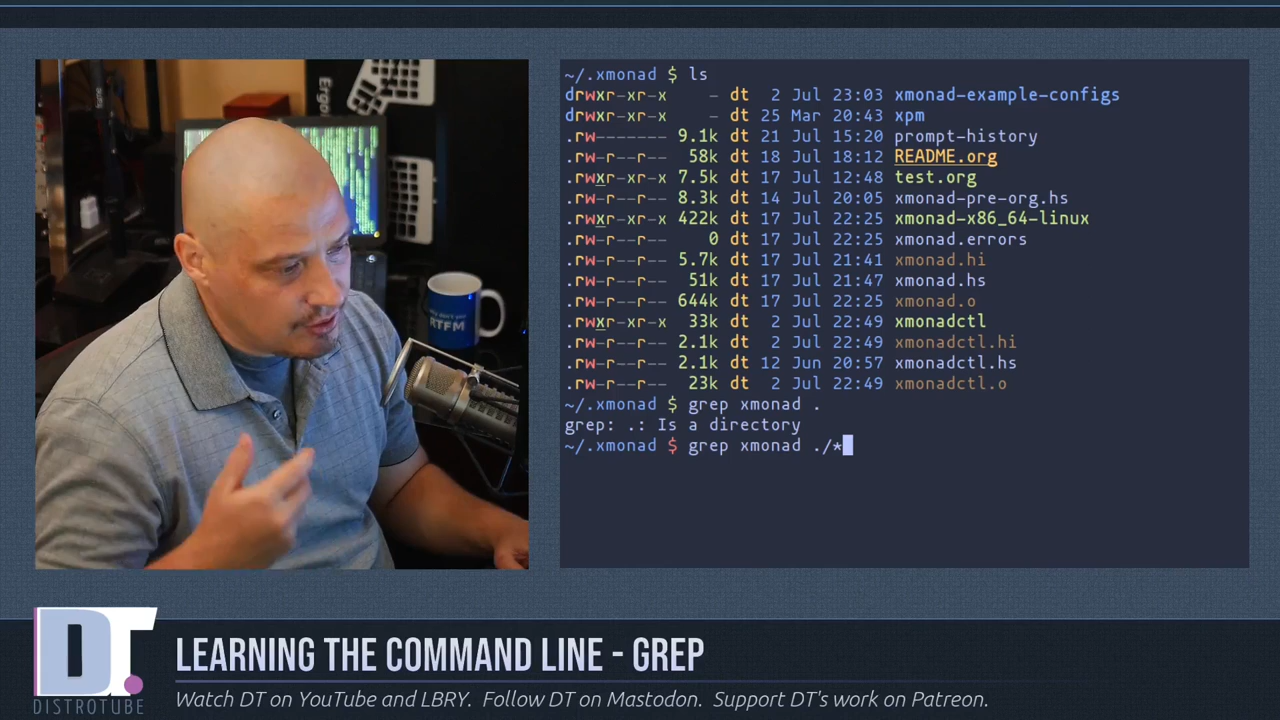 ~/.xmonad $ ls
drwxr-xr-x - dt 2 Jul 23:03 xmonad-example-configs
drwxr-xr-x - dt 25 Mar 20:43 xpm
.rw------- 9.1k dt 21 Jul 15:20 prompt-history
.rw-r--r-- 58k dt 18 Jul 18:12 README.org
.rwxr-xr-x 7.5k dt 17 Jul 12:48 test.org
.rw-r--r-- 8.3k dt 14 Jul 20:05 xmonad-pre-org.hs
.rwxr-xr-x 422k dt 17 Jul 22:25 xmonad-x86_64-linux
.rw-r--r-- 0 dt 17 Jul 22:25 xmonad.errors
.rw-r--r-- 5.7k dt 17 Jul 21:41 xmonad.hi
.rw-r--r-- 51k dt 17 Jul 21:47 xmonad.hs
.rw-r--r-- 644k dt 17 Jul 22:25 xmonad.o
.rwxr-xr-x 33k dt 2 Jul 22:49 xmonadctl
.rw-r--r-- 2.1k dt 2 Jul 22:49 xmonadctl.hi
.rw-r--r-- 2.1k dt 12 Jun 20:57 xmonadctl.hs
.rw-r--r-- 23k dt 2 Jul 22:49 xmonadctl.o
~/.xmonad $ grep xmonad .
grep: .: Is a directory
~/.xmonad $ grep xmonad ./*
Ergo
RTFM
DT
DISTROTUBE
LEARNING THE COMMAND LINE - GREP
Watch DT on YouTube and LBRY. Follow DT on Mastodon. Support DT's work on Patreon.